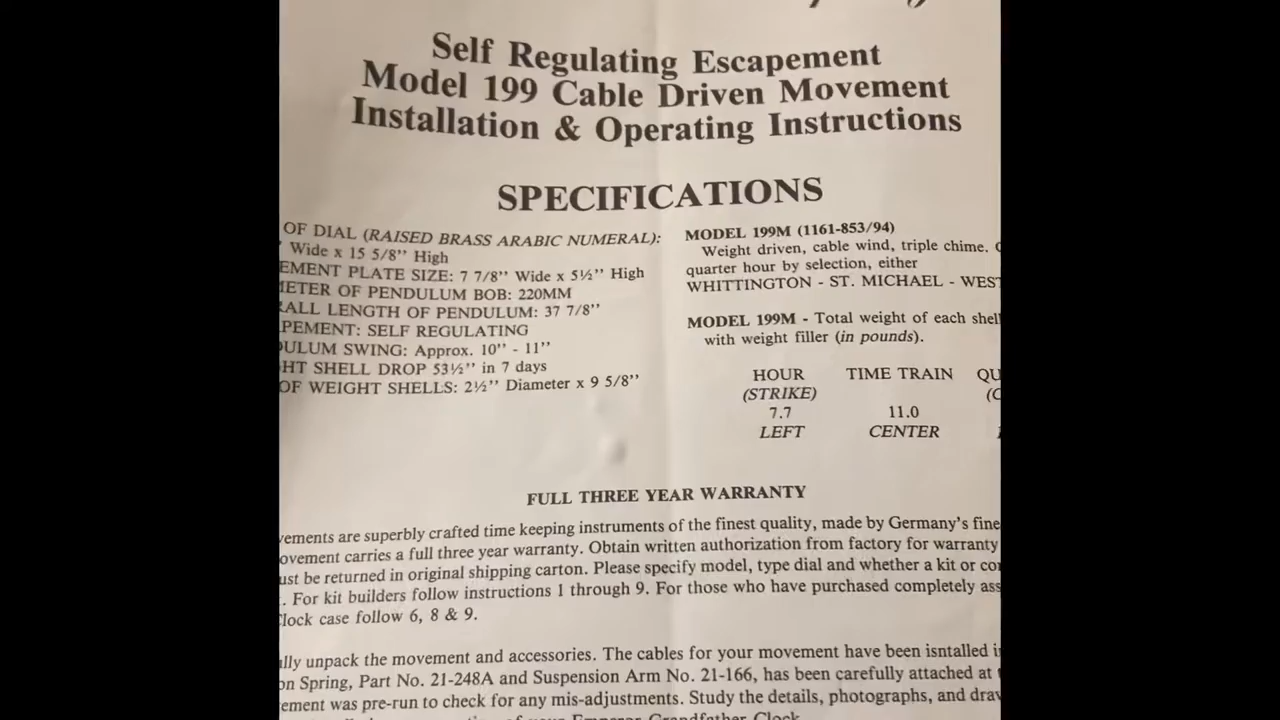 Self Regulating Escapement
Model 199 Cable Driven Movement
Installation & Operating Instructions
SPECIFICATIONS
OF DIAL (RAISED BRASS ARABIC NUMERAL):
Wide x 15 5/8" High
EMENT PLATE SIZE: 7 7/8" Wide x 5½" High
METER OF PENDULUM BOB: 220MM
RALL LENGTH OF PENDULUM: 37 7/8"
PEMENT: SELF REGULATING
ULUM SWING: Approx. 10" - 11"
HT SHELL DROP 53½" in 7 days
OF WEIGHT SHELLS: 2½" Diameter x 9 5/8"
MODEL 199M (1161-853/94)
Weight driven, cable wind, triple chime.
quarter hour by selection, either
WHITTINGTON - ST. MICHAEL - WEST
MODEL 199M - Total weight of each shell
with weight filler (in pounds).
HOUR TIME TRAIN QU
(STRIKE) (C
7.7 11.0
LEFT CENTER
FULL THREE YEAR WARRANTY
vements are superbly crafted time keeping instruments of the finest quality, made by Germany's fine
ovement carries a full three year warranty. Obtain written authorization from factory for warranty
ust be returned in original shipping carton. Please specify model, type dial and whether a kit or co
. For kit builders follow instructions 1 through 9. For those who have purchased completely ass
lock case follow 6, 8 & 9.
lly unpack the movement and accessories. The cables for your movement have been isntalled i
on Spring, Part No. 21-248A and Suspension Arm No. 21-166, has been carefully attached at
ement was pre-run to check for any mis-adjustments. Study the details, photographs, and draw
of your Emperor Grandfather Clock